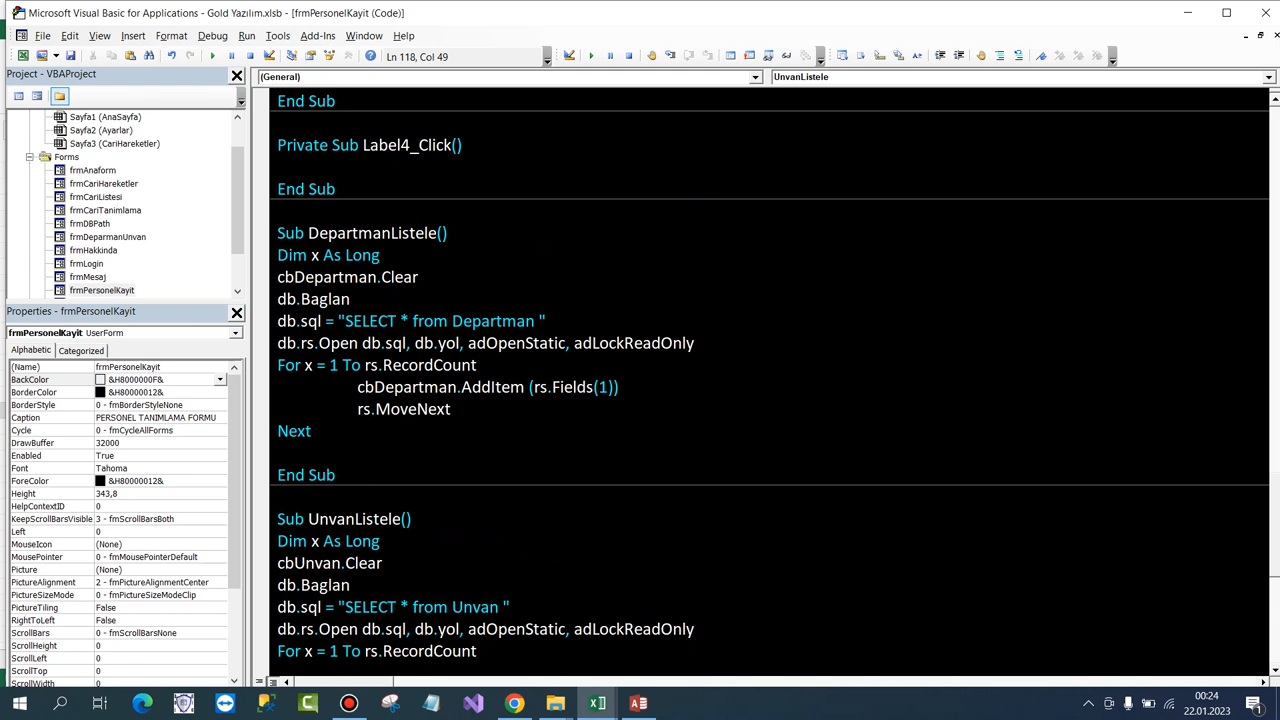 Microsoft Visual Basic for Applications - Gold Yazılım.xlsb - [frmPersonelKayit (Code)]
File Edit View Insert Format Debug Run Tools Add-Ins Window Help
Ln 118, Col 49
Project - VBAProject
Sayfa1 (AnaSayfa)
Sayfa2 (Ayarlar)
Sayfa3 (CariHareketler)
Forms
frmAnaform
frmCariHareketler
frmCariListesi
frmCariTanimlama
frmDBPath
frmDeparmanUnvan
frmHakkinda
frmLogin
frmMesaj
frmPersonelKayit
Properties - frmPersonelKayit
frmPersonelKayit UserForm
Alphabetic Categorized
(Name) frmPersonelKayit
BackColor &H8000000F&
BorderColor &H80000012&
BorderStyle 0 - fmBorderStyleNone
Caption PERSONEL TANIMLAMA FORMU
Cycle 0 - fmCycleAllForms
DrawBuffer 32000
Enabled True
Font Tahoma
ForeColor &H80000012&
Height 343,8
HelpContextID 0
KeepScrollBarsVisible 3 - fmScrollBarsBoth
Left 0
MouseIcon (None)
MousePointer 0 - fmMousePointerDefault
Picture (None)
PictureAlignment 2 - fmPictureAlignmentCenter
PictureSizeMode 0 - fmPictureSizeModeClip
PictureTiling False
RightToLeft False
ScrollBars 0 - fmScrollBarsNone
ScrollHeight 0
ScrollLeft 0
ScrollTop 0
ScrollWidth 0
(General) UnvanListele
End Sub
Private Sub Label4_Click()
End Sub
Sub DepartmanListele()
Dim x As Long
cbDepartman.Clear
db.Baglan
db.sql = "SELECT * from Departman "
db.rs.Open db.sql, db.yol, adOpenStatic, adLockReadOnly
For x = 1 To rs.RecordCount
cbDepartman.AddItem (rs.Fields(1))
rs.MoveNext
Next
End Sub
Sub UnvanListele()
Dim x As Long
cbUnvan.Clear
db.Baglan
db.sql = "SELECT * from Unvan "
db.rs.Open db.sql, db.yol, adOpenStatic, adLockReadOnly
For x = 1 To rs.RecordCount
00:24
22.01.2023